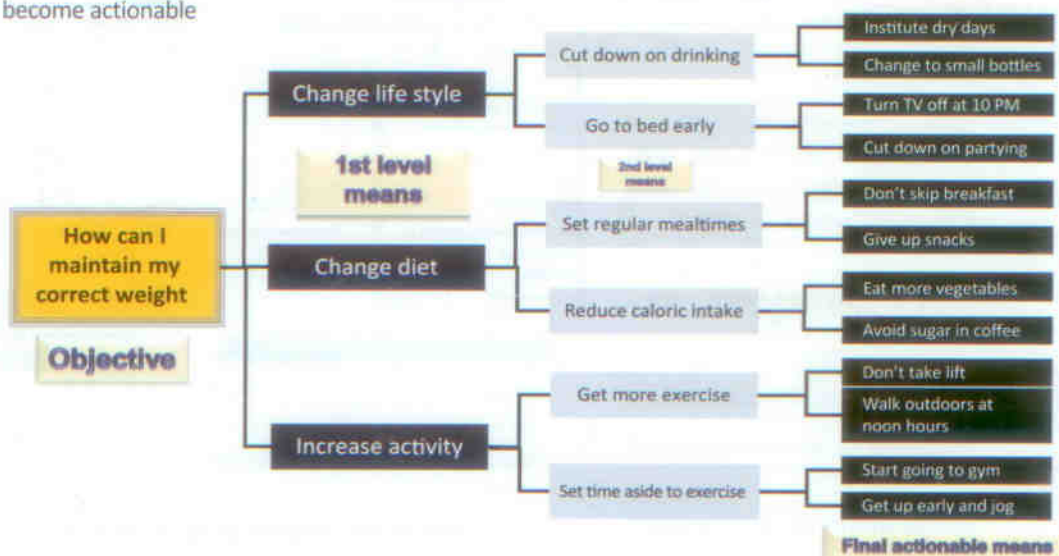 become actionable
Institute dry days
Cut down on drinking
Change to small bottles
Change life style
Turn TV off at 10 PM
Go to bed early
Cut down on partying
1st level
means
2nd level
means
Don't skip breakfast
Set regular mealtimes
Give up snacks
How can I
maintain my
correct weight
Change diet
Eat more vegetables
Reduce caloric intake
Avoid sugar in coffee
Objective
Don't take lift
Get more exercise
Walk outdoors at
noon hours
Increase activity
Start going to gym
Set time aside to exercise
Get up early and jog
Final actionable means